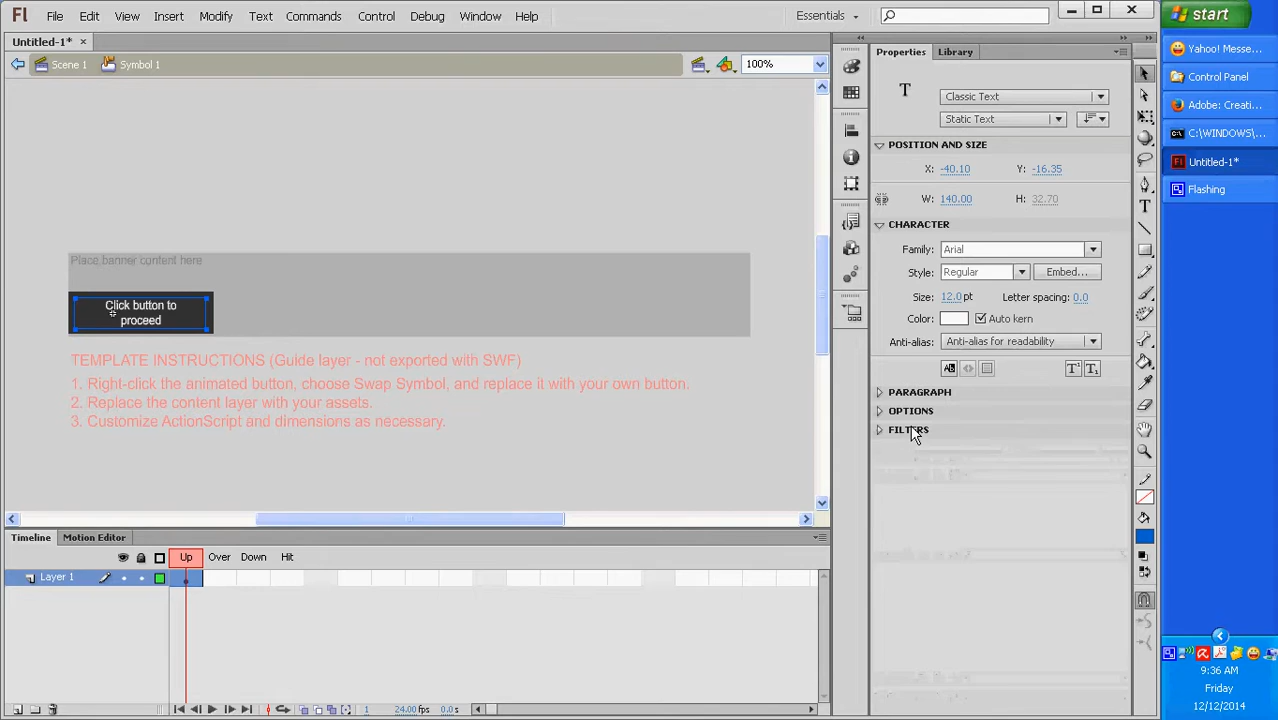 Fl File Edit View Insert Modify Text Commands Control Debug Window Help Essentials
start
Untitled-1* ×
Scene 1 Symbol 1 100%
Properties Library
Yahoo! Messe...
Control Panel
Adobe: Creati...
C:\WINDOWS\...
Fl Untitled-1*
Flashing
T Classic Text
Static Text
POSITION AND SIZE
X: -40.10 Y: -16.35
W: 140.00 H: 32.70
CHARACTER
Family: Arial
Style: Regular Embed...
Size: 12.0 pt Letter spacing: 0.0
Color: Auto kern
Anti-alias: Anti-alias for readability
PARAGRAPH
OPTIONS
FILTERS
Place banner content here
Click button to
proceed
TEMPLATE INSTRUCTIONS (Guide layer - not exported with SWF)
1. Right-click the animated button, choose Swap Symbol, and replace it with your own button.
2. Replace the content layer with your assets.
3. Customize ActionScript and dimensions as necessary.
Timeline Motion Editor
Up Over Down Hit
Layer 1
1 24.00 fps 0.0 s
9:36 AM
Friday
12/12/2014